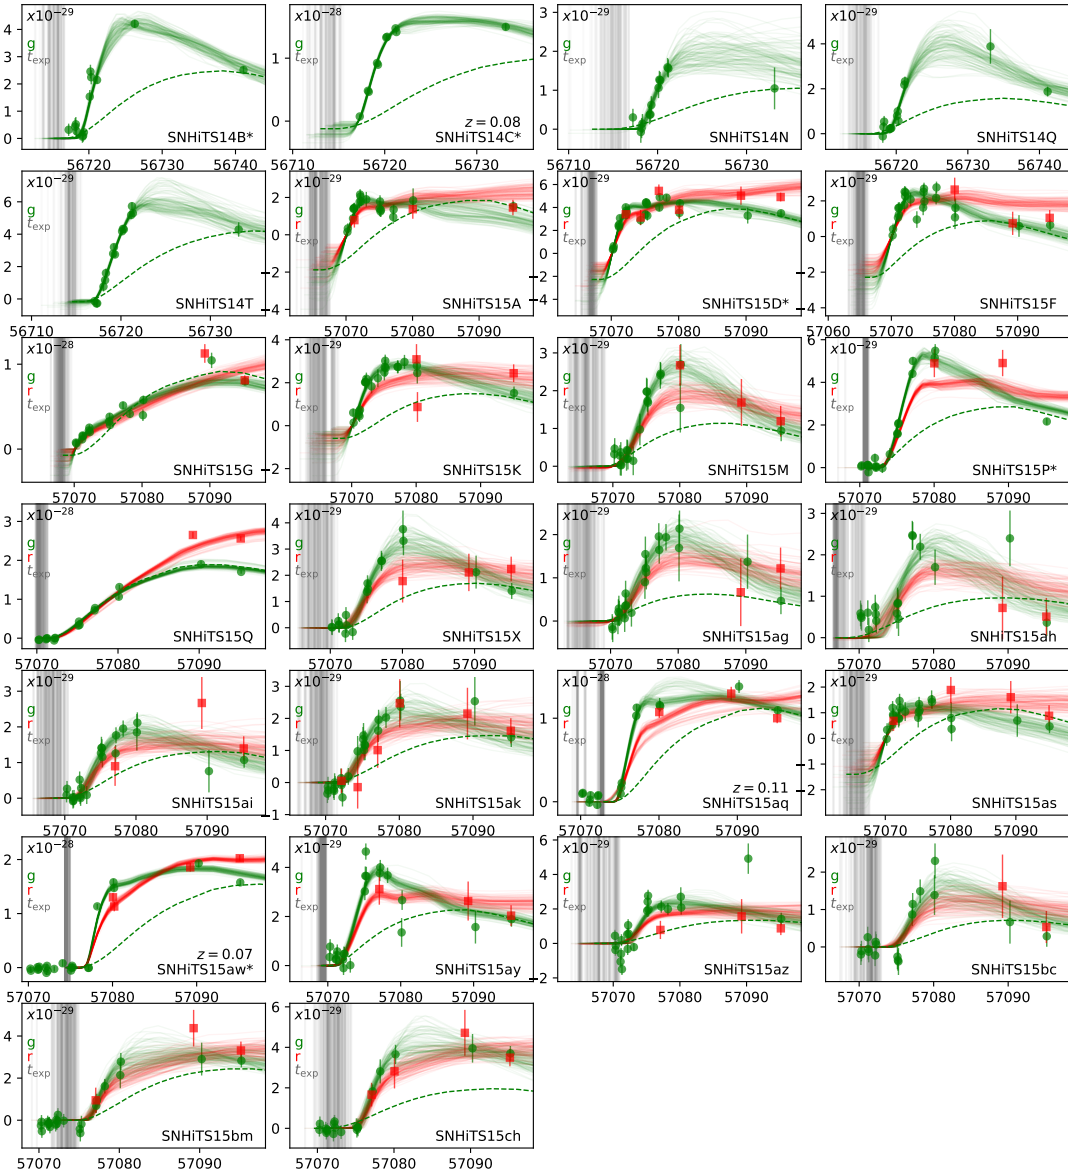 x10⁻²⁹
4
3
2
1
0
g
t_exp
SNHiTS14B*
56720 56730 56740
x10⁻²⁸
1
0
g
t_exp
z = 0.08
SNHiTS14C*
56710 56720 56730
x10⁻²⁹
3
2
1
0
g
t_exp
SNHiTS14N
56710 56720 56730
x10⁻²⁹
4
2
0
g
t_exp
SNHiTS14Q
56720 56730 56740
x10⁻²⁹
6
4
2
0
g
t_exp
SNHiTS14T
56710 56720 56730
x10⁻²⁹
4
2
0
−2
−4
g
r
t_exp
SNHiTS15A
57070 57080 57090
x10⁻²⁹
6
4
2
0
−2
−4
g
r
t_exp
SNHiTS15D*
57070 57080 57090
x10⁻²⁹
4
2
0
−2
−4
g
r
t_exp
SNHiTS15F
57060 57070 57080 57090
x10⁻²⁸
1
0
g
r
t_exp
SNHiTS15G
57070 57080 57090
x10⁻²⁹
4
2
0
−2
g
r
t_exp
SNHiTS15K
57070 57080 57090
x10⁻²⁹
3
2
1
0
g
r
t_exp
SNHiTS15M
57070 57080 57090
x10⁻²⁹
6
4
2
0
g
r
t_exp
SNHiTS15P*
57070 57080 57090
x10⁻²⁸
3
2
1
0
g
r
t_exp
SNHiTS15Q
57070 57080 57090
x10⁻²⁹
4
3
2
1
0
g
r
t_exp
SNHiTS15X
57070 57080 57090
x10⁻²⁹
2
1
0
g
r
t_exp
SNHiTS15ag
57070 57080 57090
x10⁻²⁹
4
3
2
1
0
g
r
t_exp
SNHiTS15ah
57070 57080 57090
x10⁻²⁹
3
2
1
0
g
r
t_exp
SNHiTS15ai
57070 57080 57090
x10⁻²⁹
3
2
1
0
−1
g
r
t_exp
SNHiTS15ak
57070 57080 57090
x10⁻²⁸
1
0
g
r
t_exp
z = 0.11
SNHiTS15aq
57070 57080 57090
x10⁻²⁹
2
1
0
−1
−2
g
r
t_exp
SNHiTS15as
57070 57080 57090
x10⁻²⁸
2
1
0
g
r
t_exp
z = 0.07
SNHiTS15aw*
57070 57080 57090
x10⁻²⁹
4
2
0
g
r
t_exp
SNHiTS15ay
57070 57080 57090
x10⁻²⁹
6
4
2
0
−2
g
r
t_exp
SNHiTS15az
57070 57080 57090
x10⁻²⁹
2
1
0
g
r
t_exp
SNHiTS15bc
57070 57080 57090
x10⁻²⁹
4
2
0
g
r
t_exp
SNHiTS15bm
57070 57080 57090
x10⁻²⁹
6
4
2
0
g
r
t_exp
SNHiTS15ch
57070 57080 57090